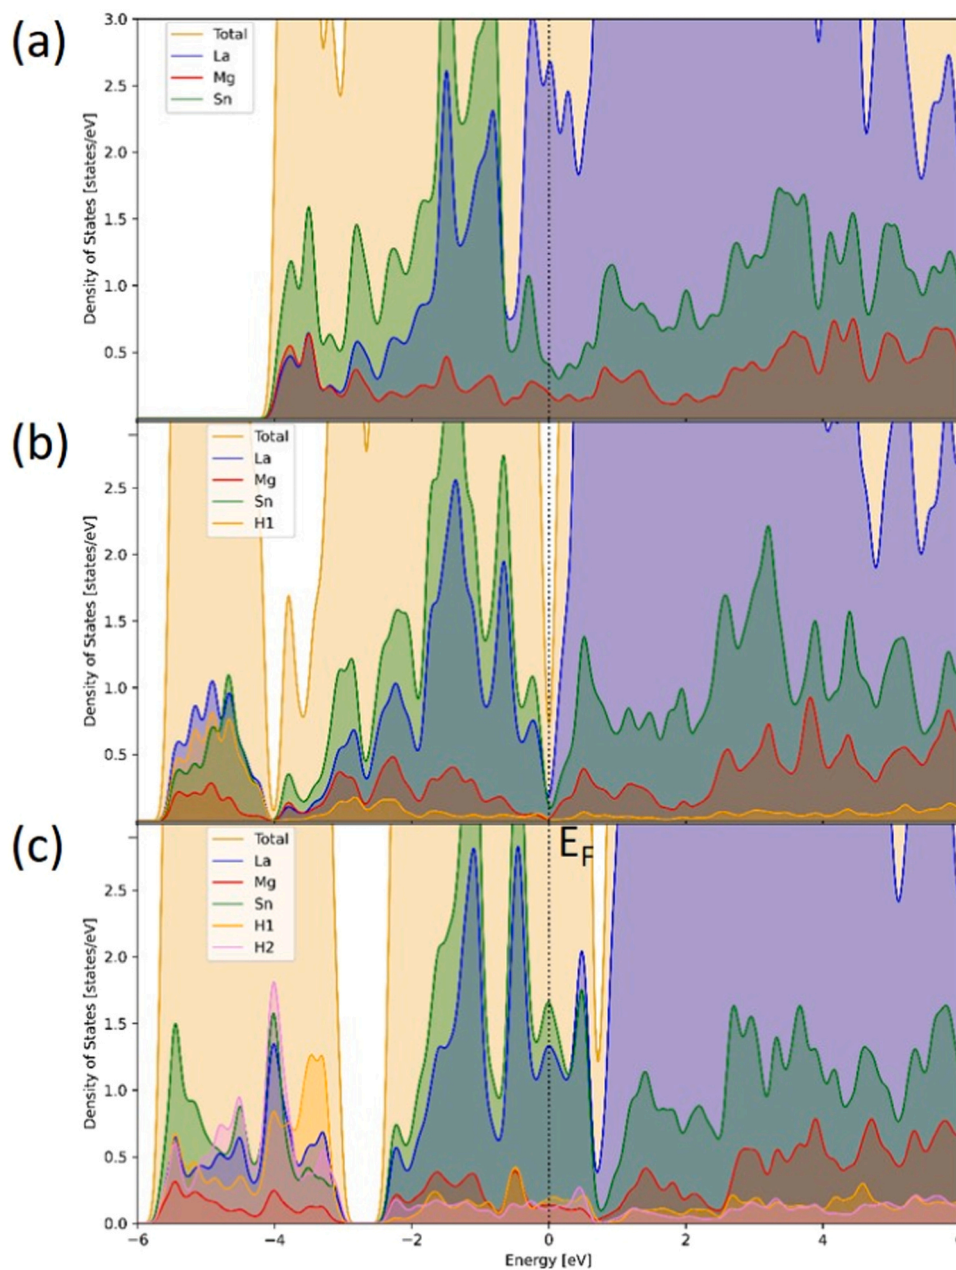 (a)
Total
La
Mg
Sn
3.0
2.5
2.0
1.5
1.0
0.5
Density of States [states/eV]
(b)
Total
La
Mg
Sn
H1
2.5
2.0
1.5
1.0
0.5
Density of States [states/eV]
(c)
Total
La
Mg
Sn
H1
H2
E_F
2.5
2.0
1.5
1.0
0.5
0.0
Density of States [states/eV]
−6
−4
−2
0
2
4
6
Energy [eV]